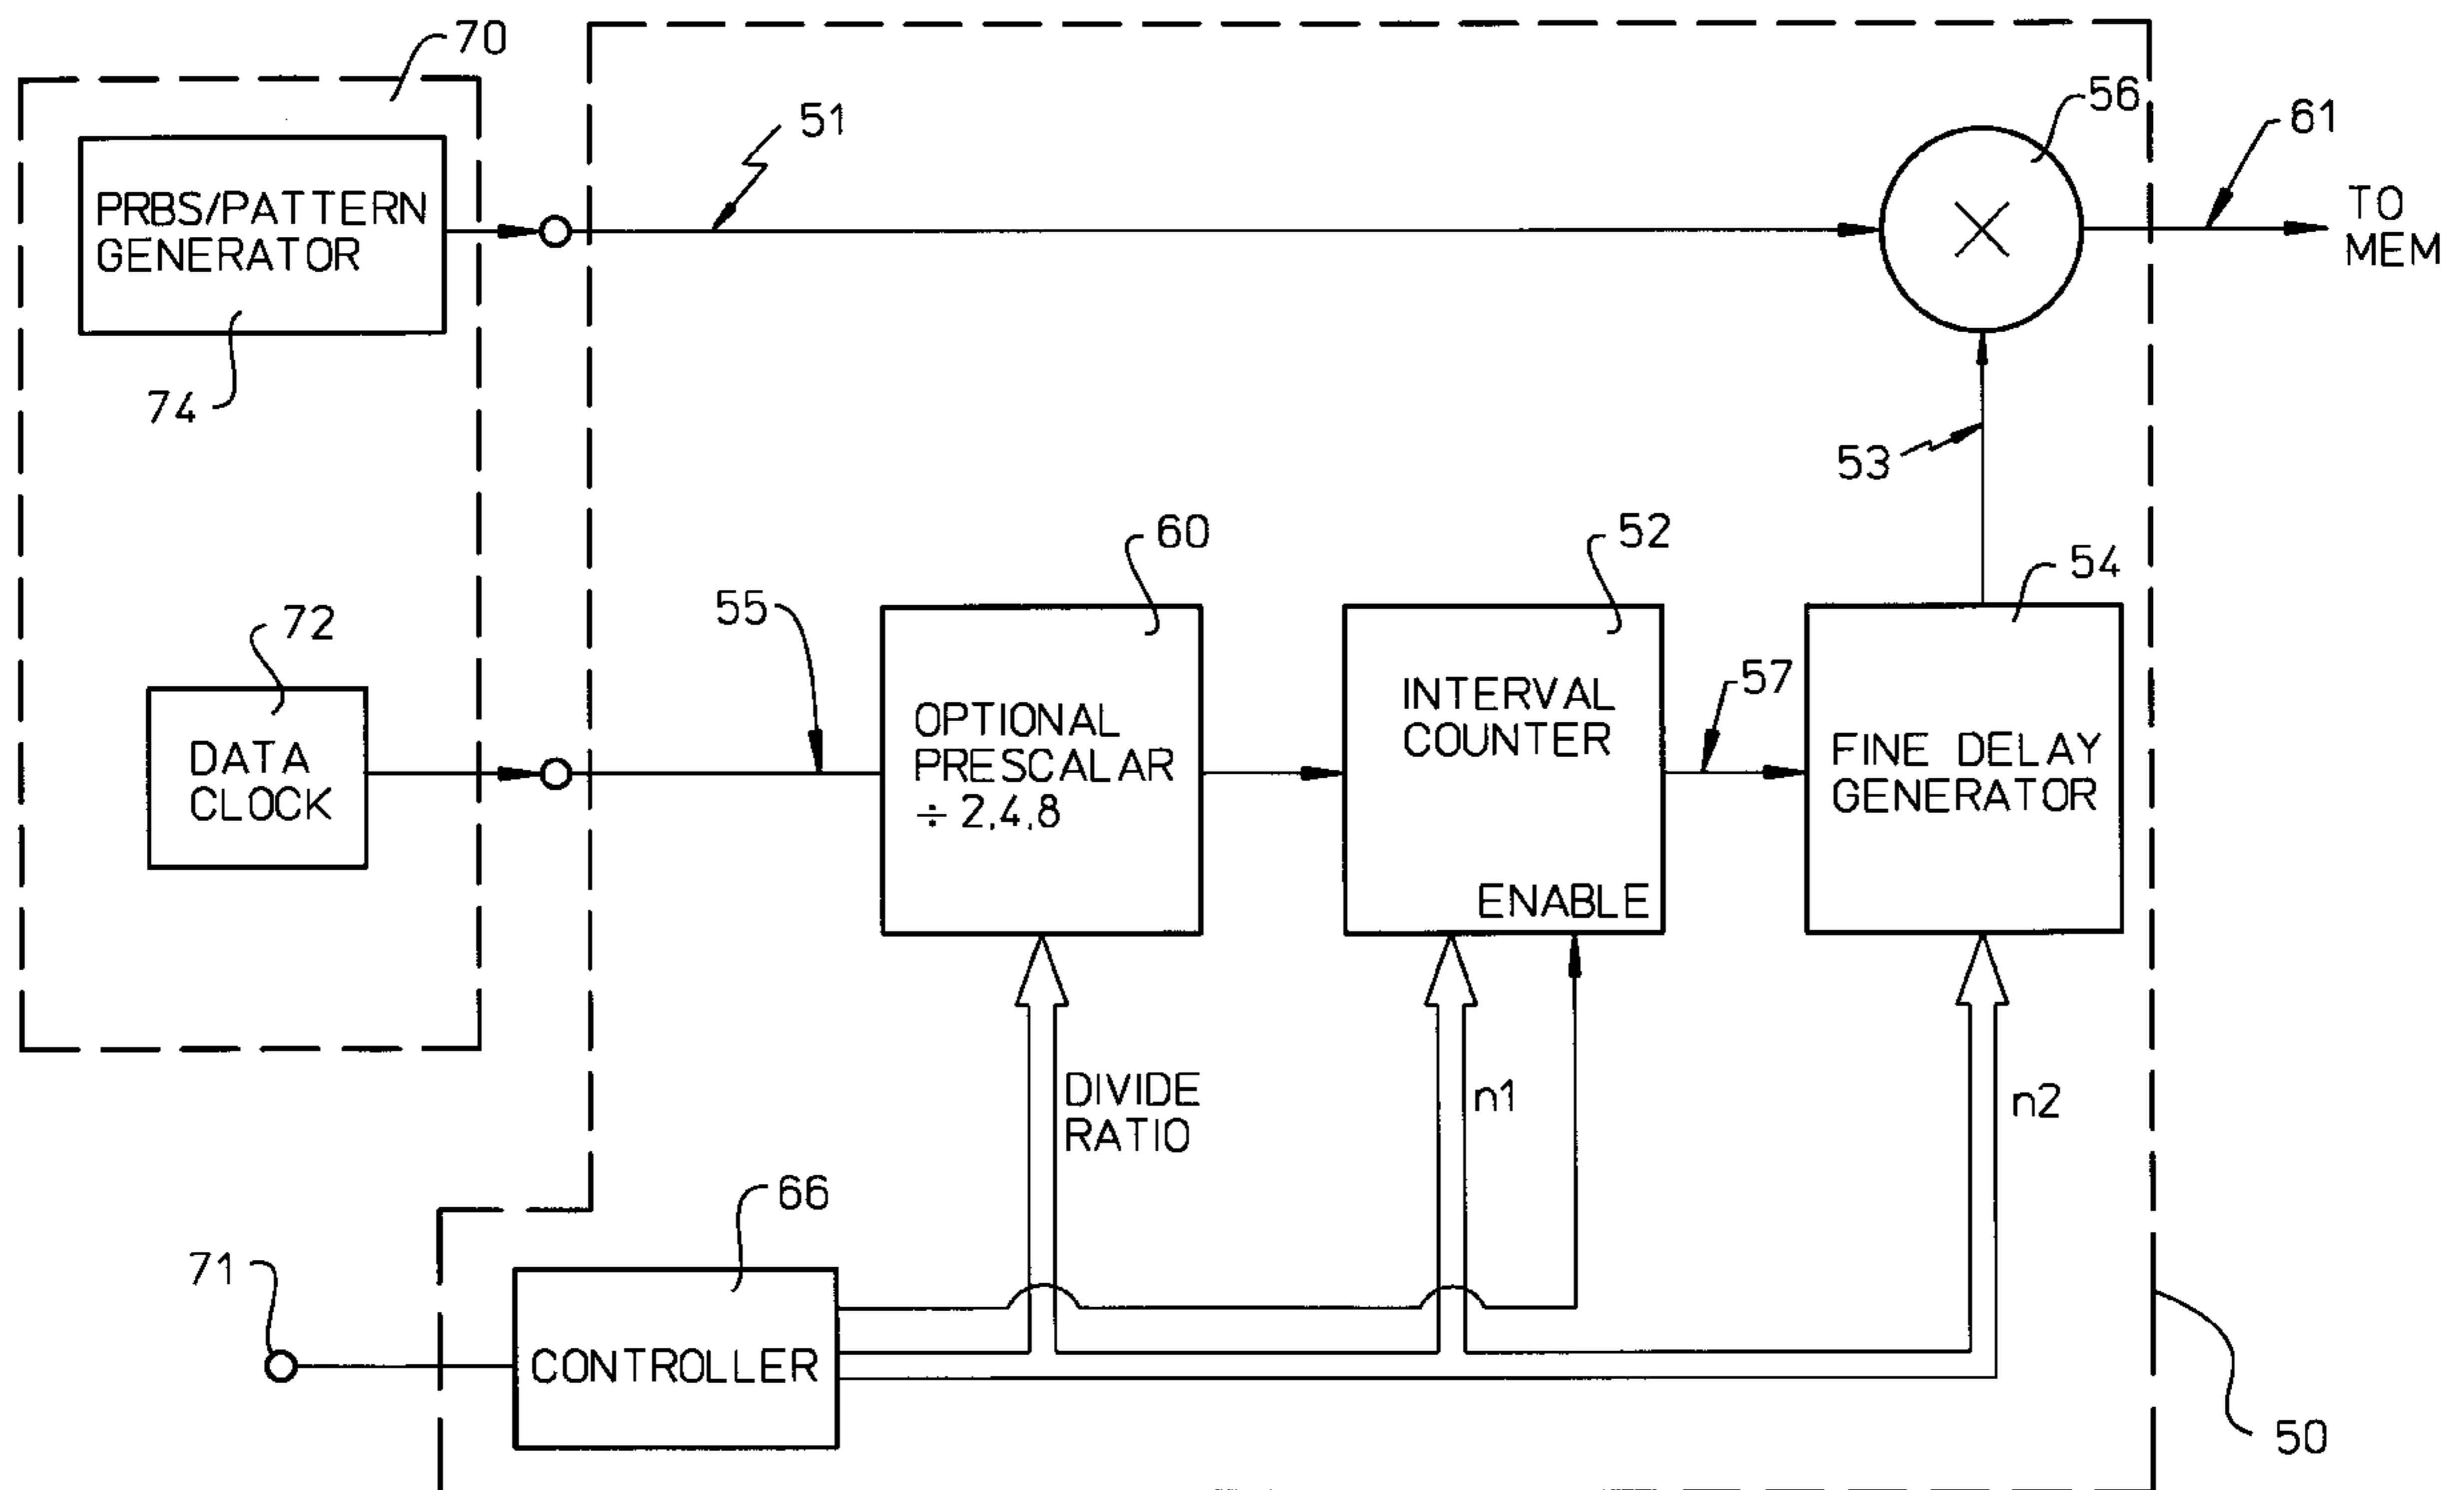 70
51
56
61
PRBS/PATTERN
GENERATOR
TO
MEM
74
53
60
52
54
72
55
57
DATA
CLOCK
OPTIONAL
PRESCALAR
÷ 2,4,8
INTERVAL
COUNTER
ENABLE
FINE DELAY
GENERATOR
DIVIDE
RATIO
n1
n2
66
71
CONTROLLER
50